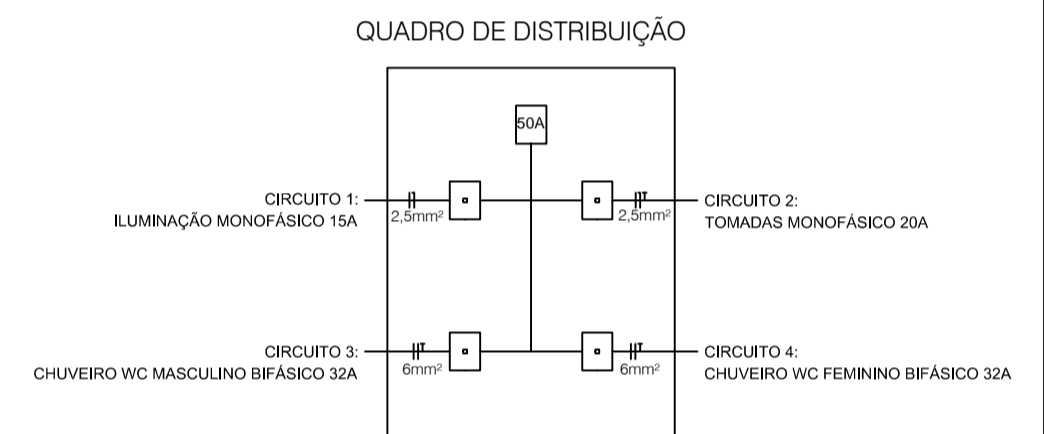 QUADRO DE DISTRIBUIÇÃO
50A
CIRCUITO 1:
ILUMINAÇÃO MONOFÁSICO 15A
2,5mm²
2,5mm²
CIRCUITO 2:
TOMADAS MONOFÁSICO 20A
CIRCUITO 3:
CHUVEIRO WC MASCULINO BIFÁSICO 32A
6mm²
6mm²
CIRCUITO 4:
CHUVEIRO WC FEMININO BIFÁSICO 32A